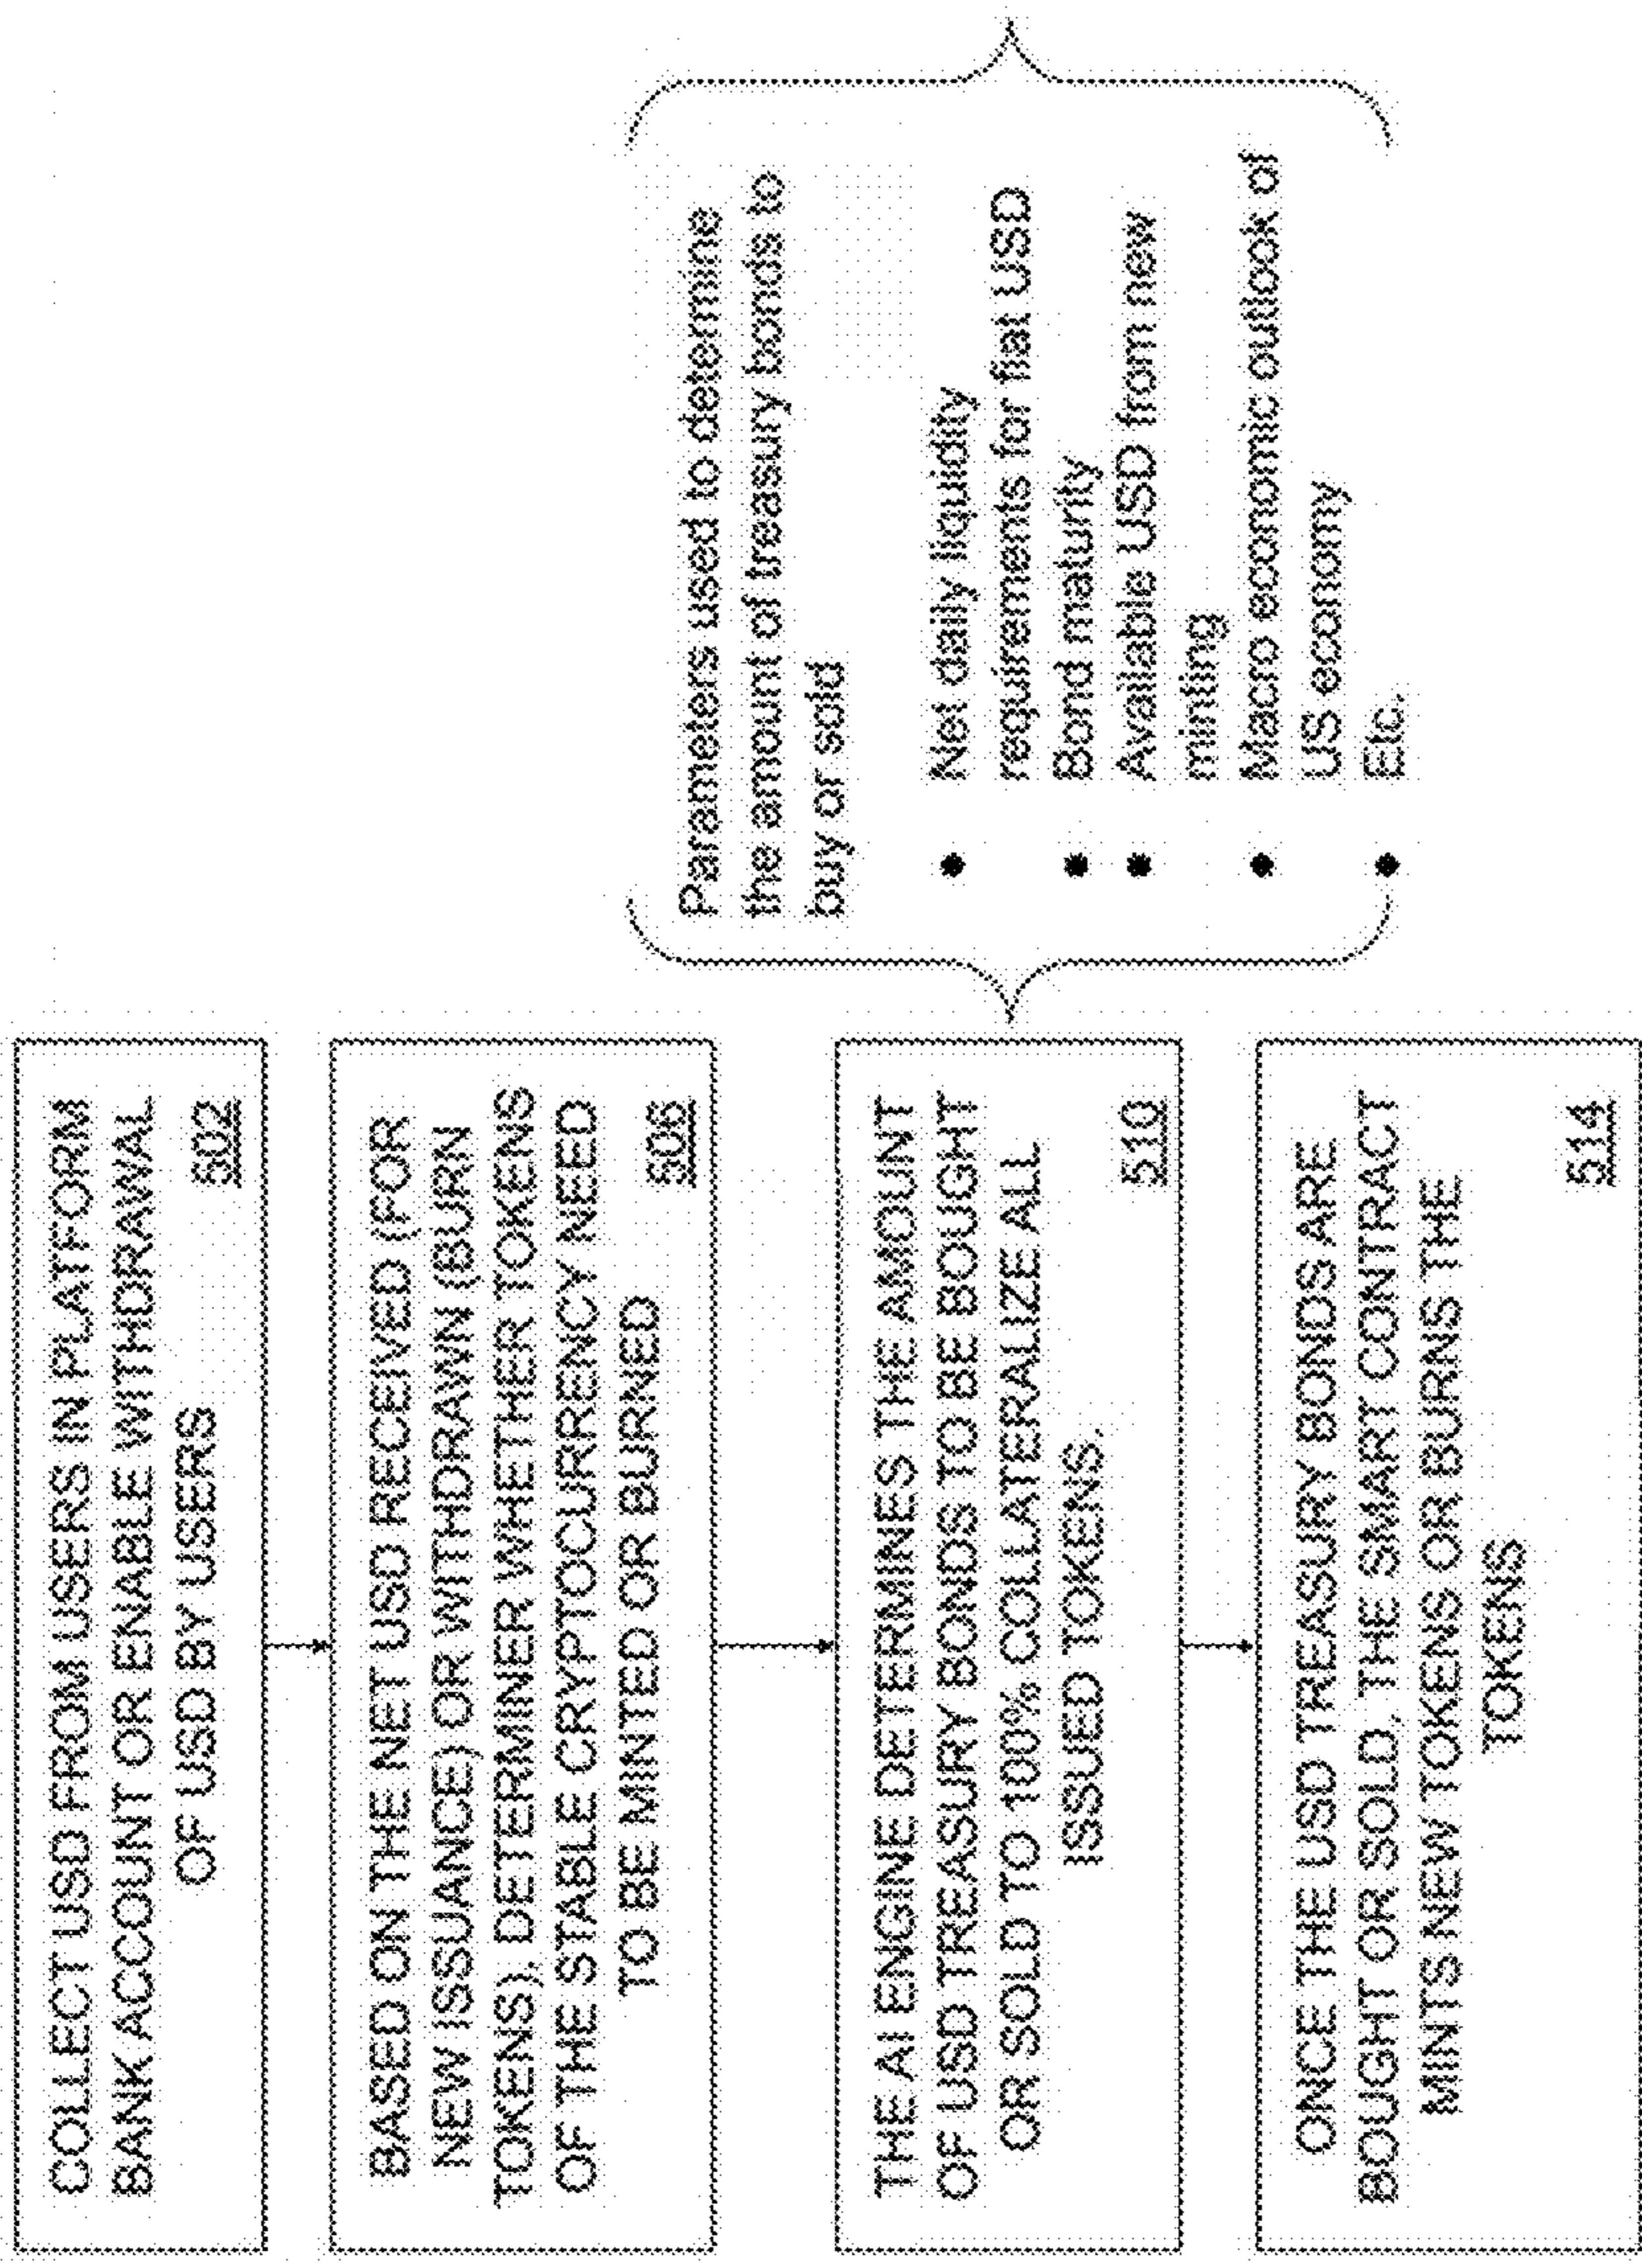 COLLECT USD FROM USERS IN PLATFORM
BANK ACCOUNT OR ENABLE WITHDRAWAL
OF USD BY USERS
502
BASED ON THE NET USD RECEIVED (FOR
NEW ISSUANCE) OR WITHDRAWN (BURN
TOKENS), DETERMINER WHETHER TOKENS
OF THE STABLE CRYPTOCURRENCY NEED
TO BE MINTED OR BURNED
506
THE AI ENGINE DETERMINES THE AMOUNT
OF USD TREASURY BONDS TO BE BOUGHT
OR SOLD TO 100% COLLATERALIZE ALL
ISSUED TOKENS.
510
ONCE THE USD TREASURY BONDS ARE
BOUGHT OR SOLD, THE SMART CONTRACT
MINTS NEW TOKENS OR BURNS THE
TOKENS
514
Parameters used to determine
the amount of treasury bonds to
buy or sold
• Net daily liquidity
requirements for fiat USD
• Bond maturity
• Available USD from new
minting
• Macro economic outlook of
US economy
• Etc.